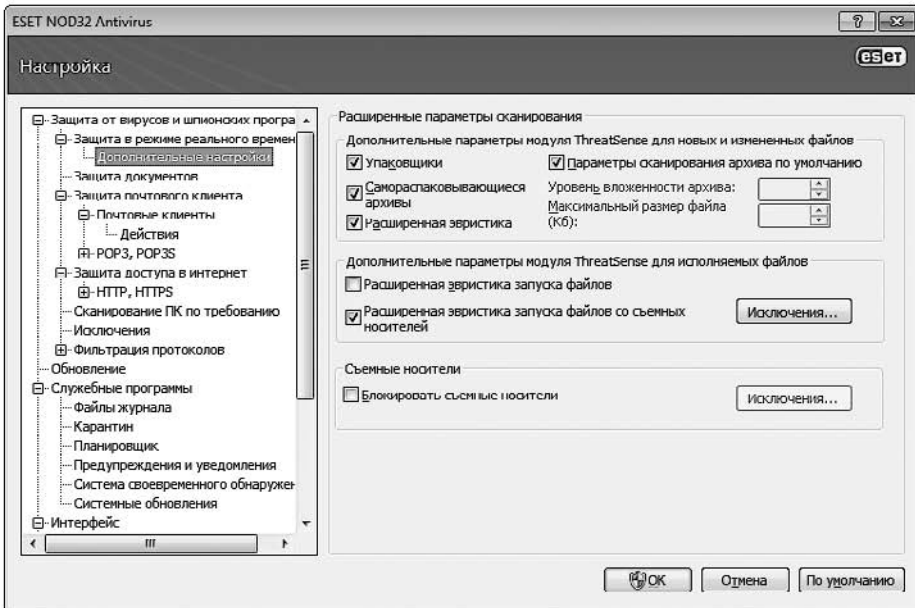 ESET NOD32 Antivirus
Настройка
eset
Защита от вирусов и шпионских програ
Защита в режиме реального времен
Дополнительные настройки
Защита документов
Защита почтового клиента
Почтовые клиенты
Действия
POP3, POP3S
Защита доступа в интернет
HTTP, HTTPS
Сканирование ПК по требованию
Исключения
Фильтрация протоколов
Обновление
Служебные программы
Файлы журнала
Карантин
Планировщик
Предупреждения и уведомления
Система своевременного обнаружен
Системные обновления
Интерфейс
Расширенные параметры сканирования
Дополнительные параметры модуля ThreatSense для новых и измененных файлов
Упаковщики
Самораспаковывающиеся
архивы
Расширенная эвристика
Параметры сканирования архива по умолчанию
Уровень вложенности архива:
Максимальный размер файла
(Кб):
Дополнительные параметры модуля ThreatSense для исполняемых файлов
Расширенная эвристика запуска файлов
Расширенная эвристика запуска файлов со съемных
носителей
Исключения...
Съемные носители
Блокировать съемные носители
Исключения...
OK
Отмена
По умолчанию